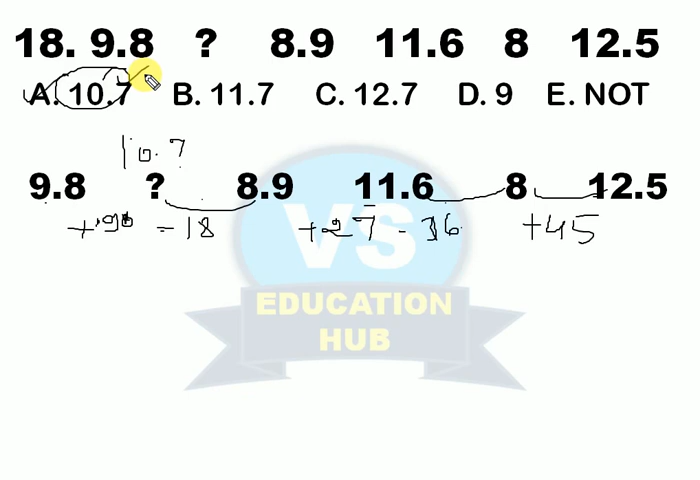 18. 9.8 ? 8.9 11.6 8 12.5
A. 10.7 B. 11.7 C. 12.7 D. 9 E. NOT
10.7
9.8 ? 8.9 11.6 8 12.5
+.90 -18 +27 -36 +45
VS
EDUCATION
HUB